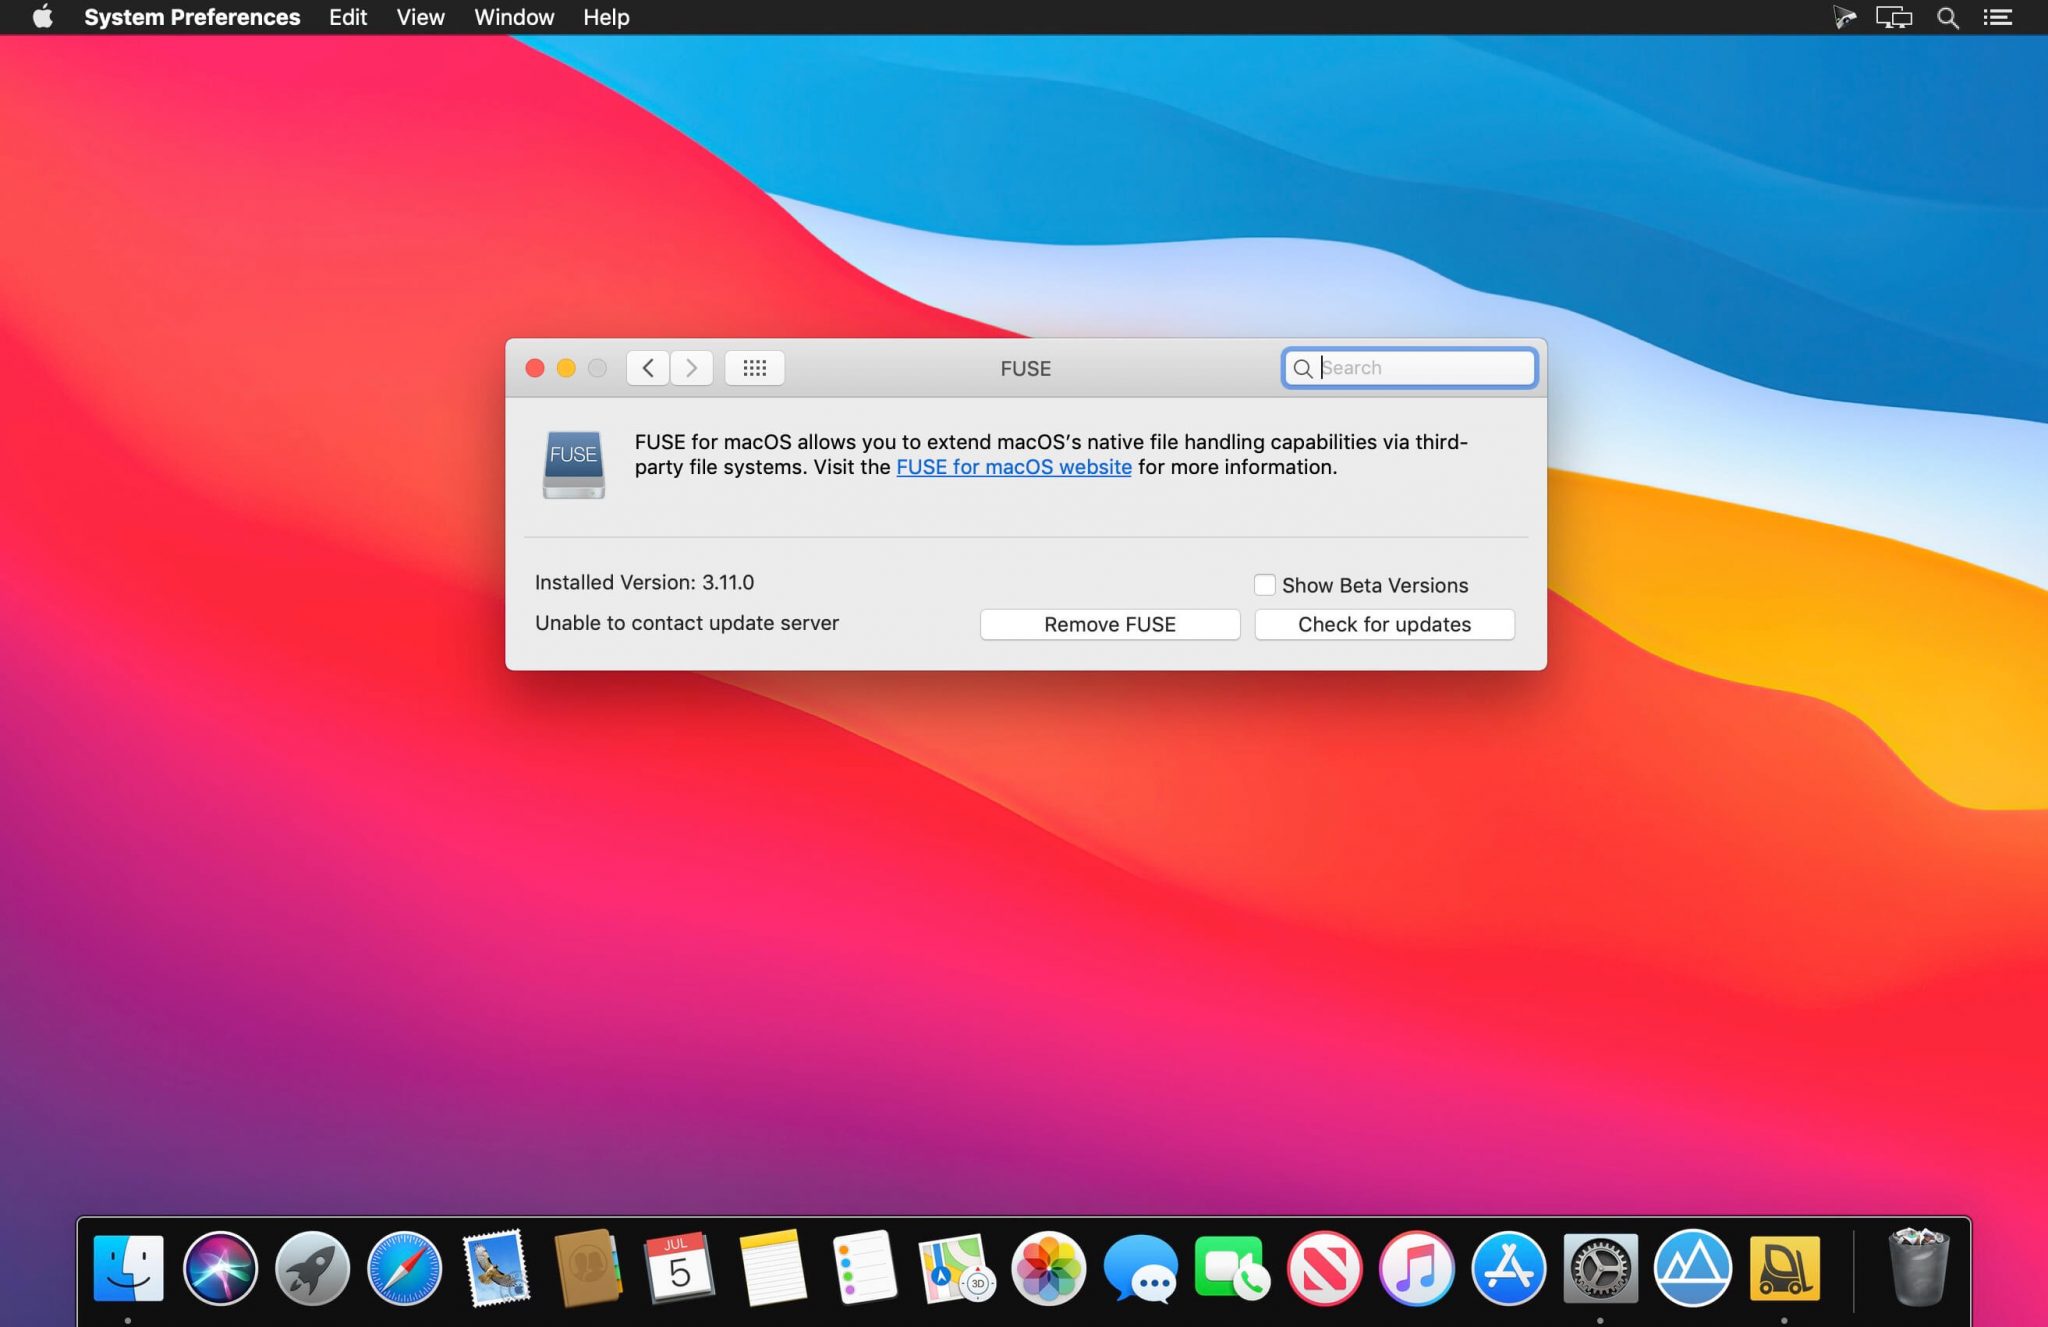 System Preferences Edit View Window Help
FUSE
Search
FUSE
FUSE for macOS allows you to extend macOS’s native file handling capabilities via third-
party file systems. Visit the FUSE for macOS website for more information.
Installed Version: 3.11.0
Show Beta Versions
Unable to contact update server
Remove FUSE
Check for updates
JUL
5
3D